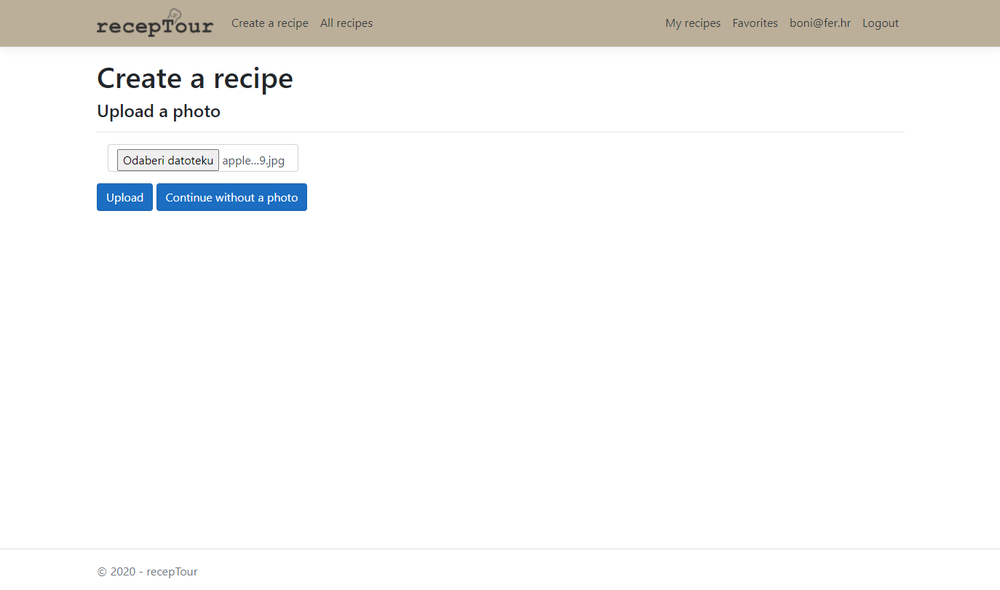 recepTour Create a recipe All recipes My recipes Favorites boni@fer.hr Logout
Create a recipe
Upload a photo
Odaberi datoteku apple...9.jpg
Upload Continue without a photo
© 2020 - recepTour